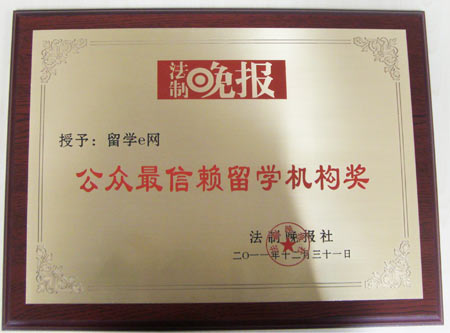 法制晚报
授予：留学e网
公众最信赖留学机构奖
法制晚报社
二〇一一年十二月三十一日